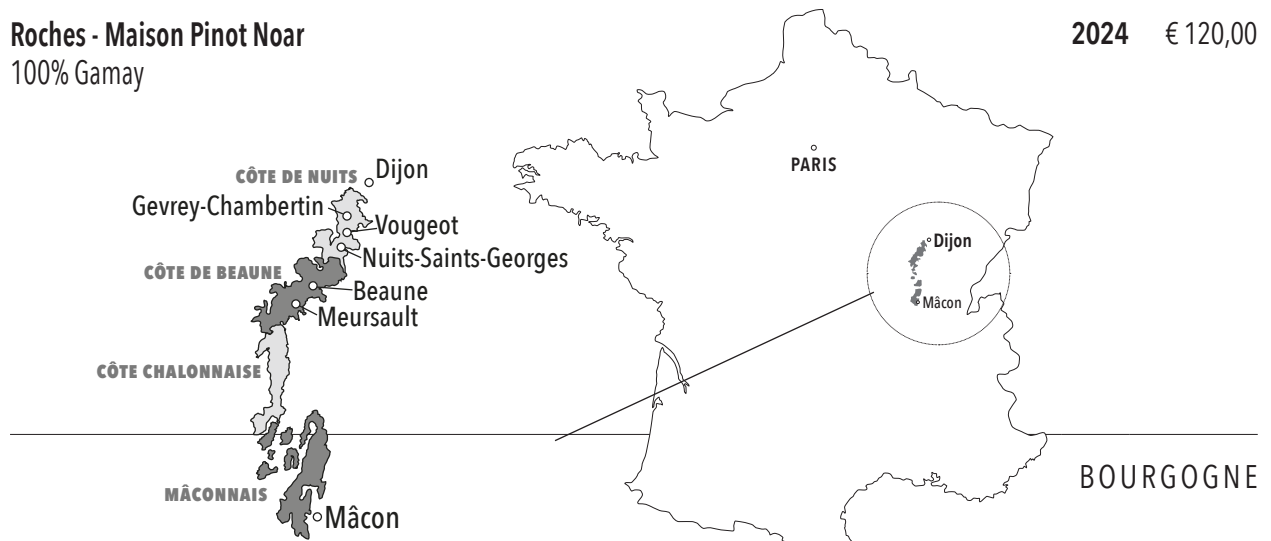 Roches - Maison Pinot Noar
100% Gamay
2024 € 120,00
PARIS
CÔTE DE NUITS
Dijon
Gevrey-Chambertin
Vougeot
Nuits-Saints-Georges
CÔTE DE BEAUNE
Beaune
Meursault
CÔTE CHALONNAISE
MÂCONNAIS
Mâcon
Dijon
Mâcon
BOURGOGNE